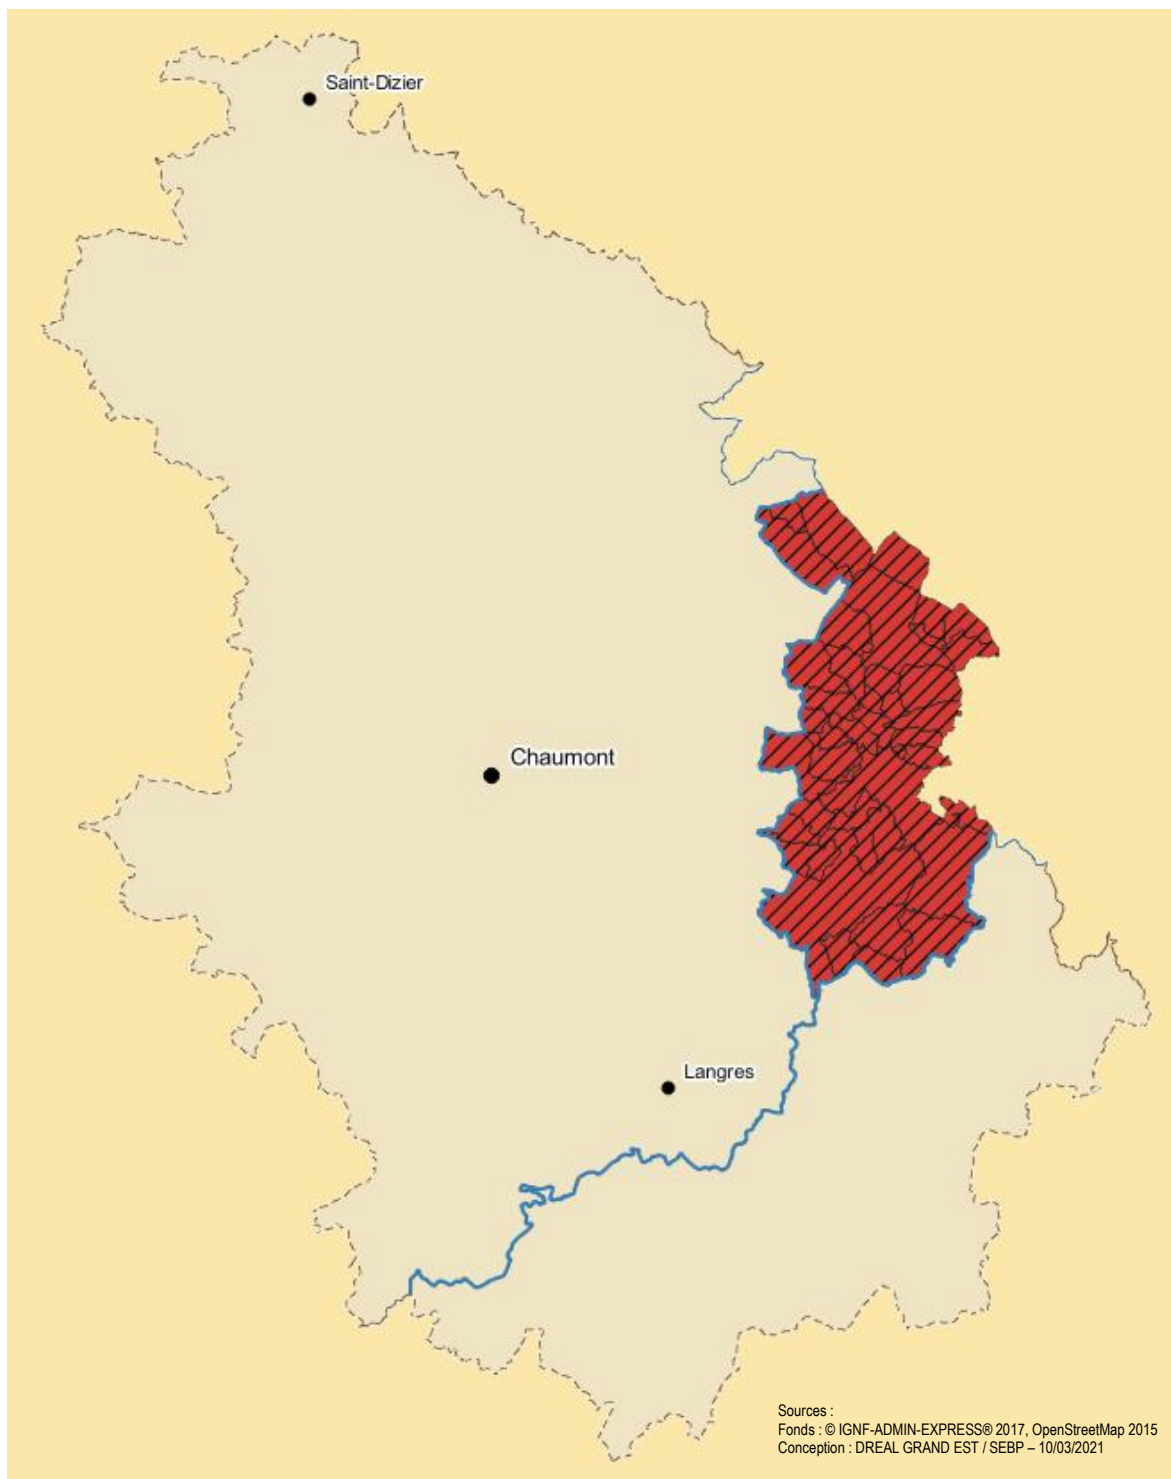 Saint-Dizier
Chaumont
Langres
Sources :
Fonds : © IGNF-ADMIN-EXPRESS® 2017, OpenStreetMap 2015
Conception : DREAL GRAND EST / SEBP – 10/03/2021